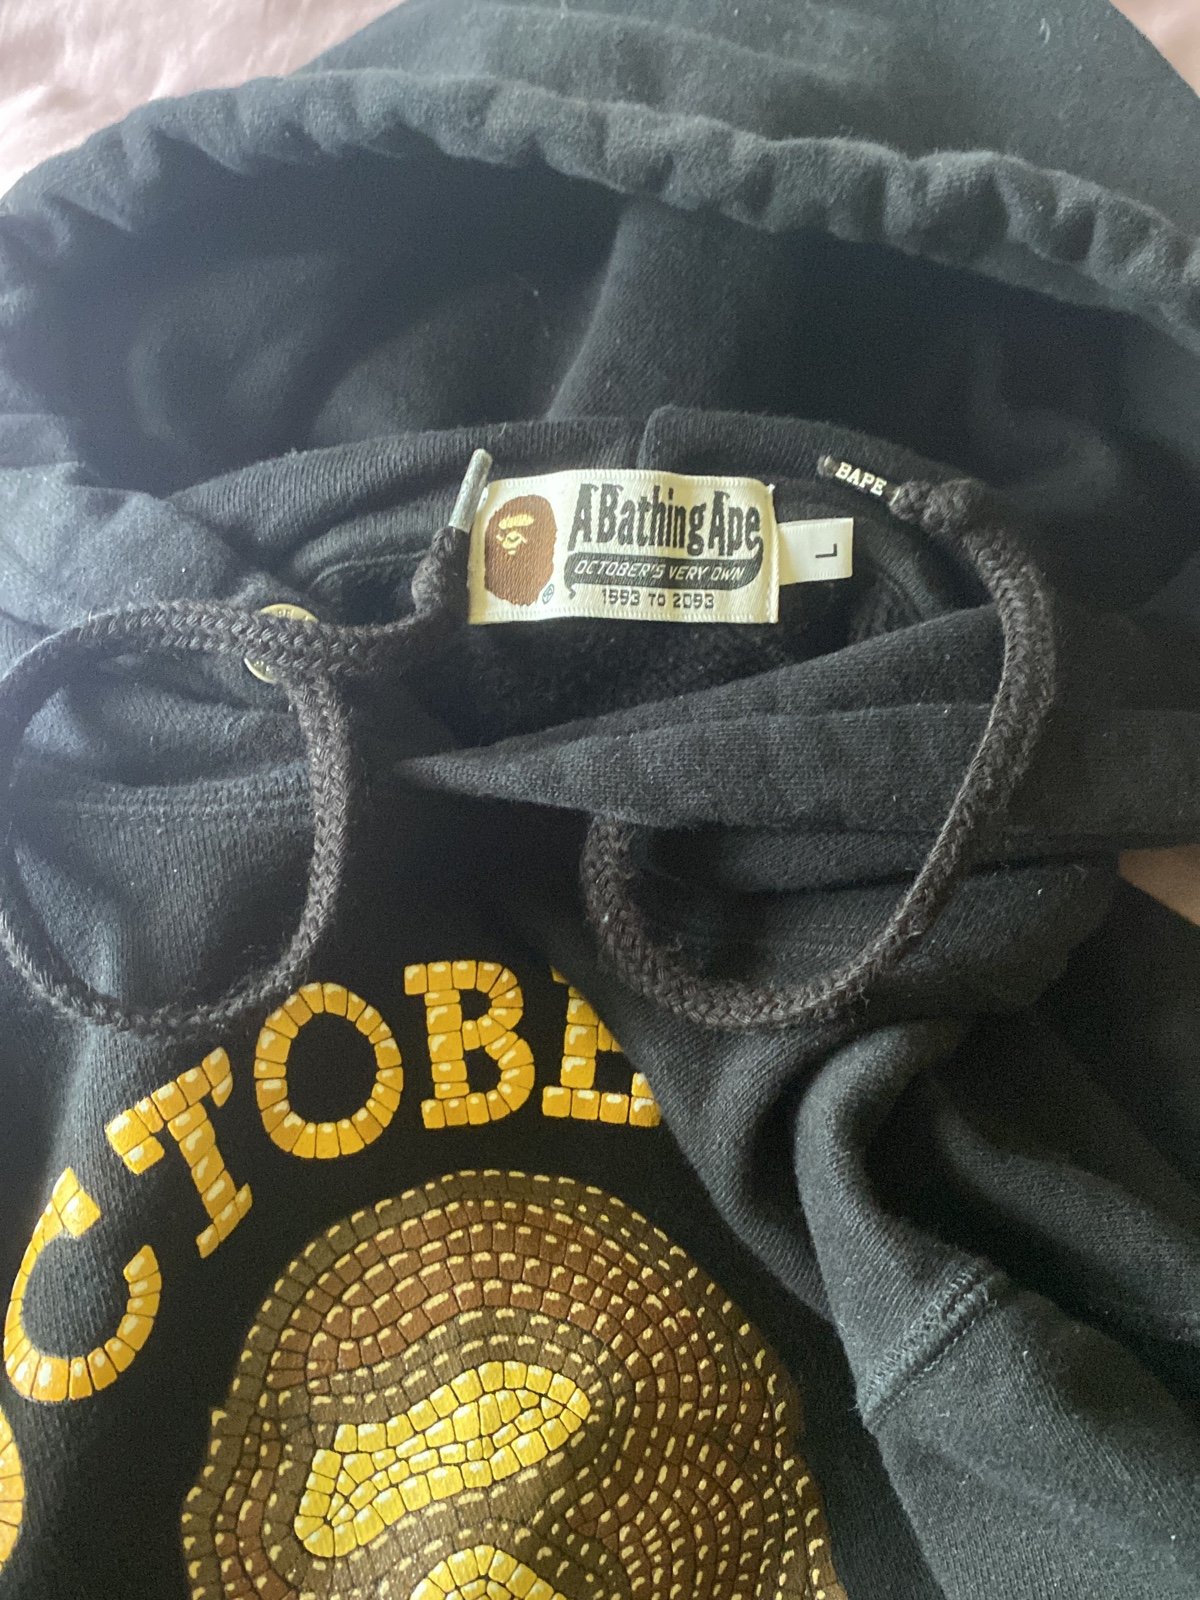 A Bathing Ape
OCTOBER'S VERY OWN
1993 TO 2093
L
BAPE
OCTOBE